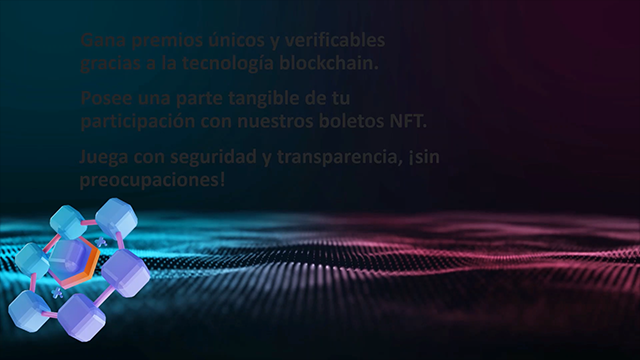 Gana premios únicos y verificables
gracias a la tecnología blockchain.
Posee una parte tangible de tu
participación con nuestros boletos NFT.
Juega con seguridad y transparencia, ¡sin
preocupaciones!